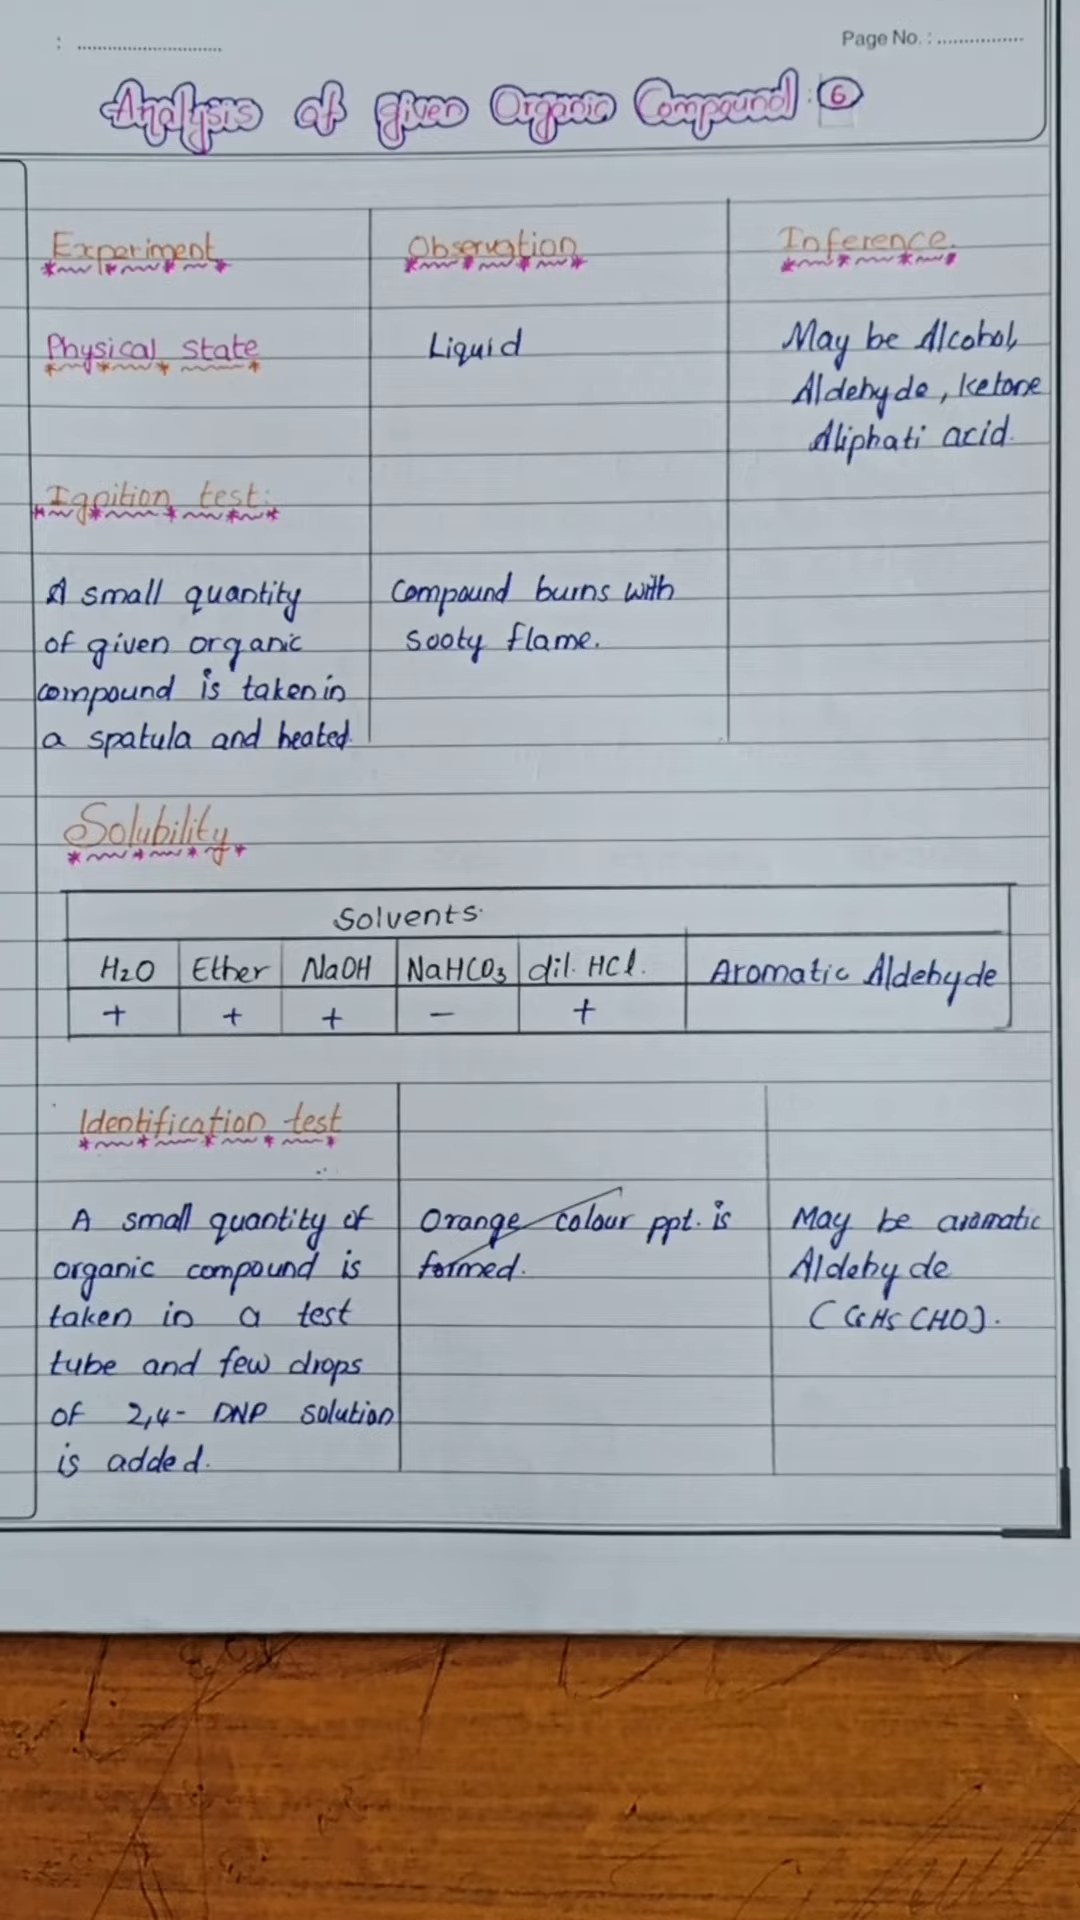 : ..............................
Page No. : .................
Analysis of given Organic Compound : 6
Experiment
Observation
Inference.
Physical state
Liquid
May be Alcohol,
Aldehyde, ketone
Aliphati acid.
Ignition test:
A small quantity
of given organic
compound is taken in
a spatula and heated.
Compound burns with
sooty flame.
Solubility
Solvents
H₂O Ether NaOH NaHCO₃ dil. HCl. Aromatic Aldehyde
+ + + − +
Identification test
A small quantity of
organic compound is
taken in a test
tube and few drops
of 2,4- DNP solution
is added.
Orange colour ppt. is
formed.
May be aromatic
Aldehyde
(C₆H₅ CHO).